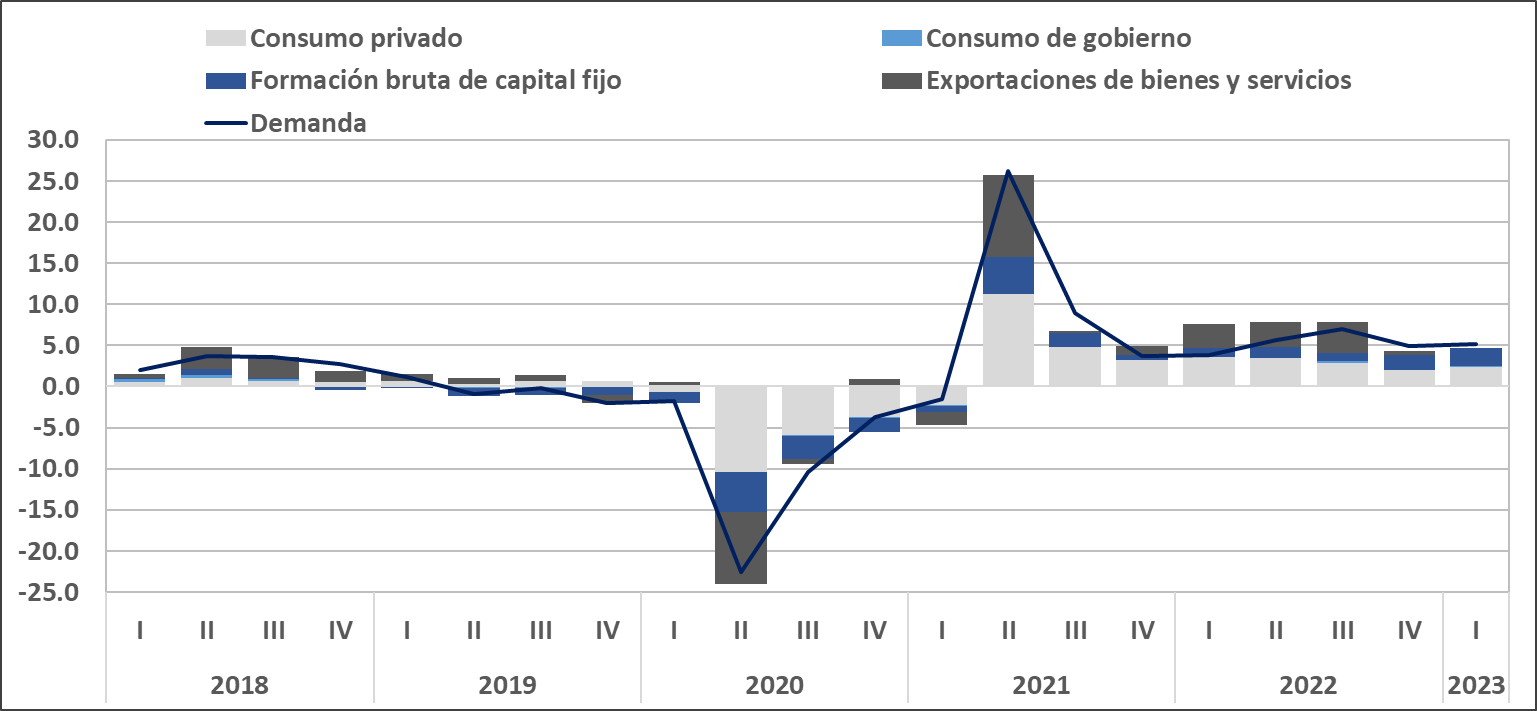 Consumo privado
Consumo de gobierno
Formación bruta de capital fijo
Exportaciones de bienes y servicios
Demanda
30.0
25.0
20.0
15.0
10.0
5.0
0.0
-5.0
-10.0
-15.0
-20.0
-25.0
I II III IV I II III IV I II III IV I II III IV I II III IV I
2018 2019 2020 2021 2022 2023